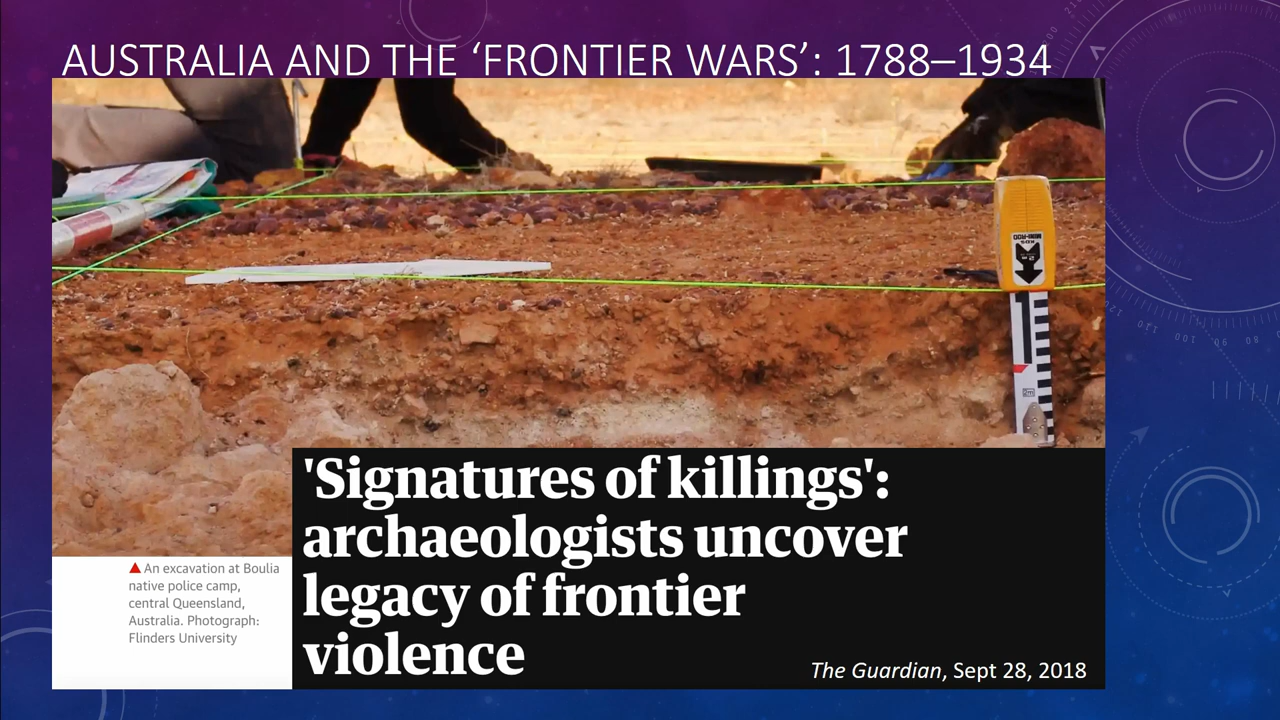 AUSTRALIA AND THE ‘FRONTIER WARS’: 1788–1934
'Signatures of killings':
archaeologists uncover
legacy of frontier
violence
The Guardian, Sept 28, 2018
▲ An excavation at Boulia
native police camp,
central Queensland,
Australia. Photograph:
Flinders University